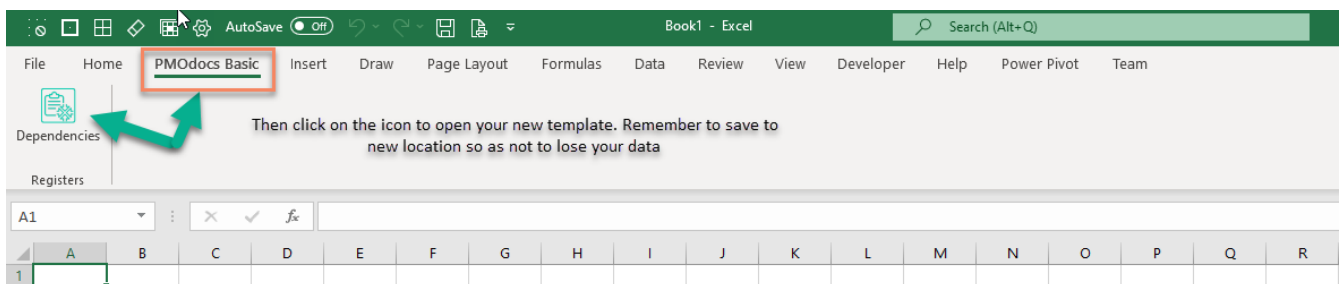 AutoSave Off Book1 - Excel Search (Alt+Q)
File Home PMOdocs Basic Insert Draw Page Layout Formulas Data Review View Developer Help Power Pivot Team
Dependencies
Then click on the icon to open your new template. Remember to save to
new location so as not to lose your data
Registers
A1 fx
A B C D E F G H I J K L M N O P Q R
1